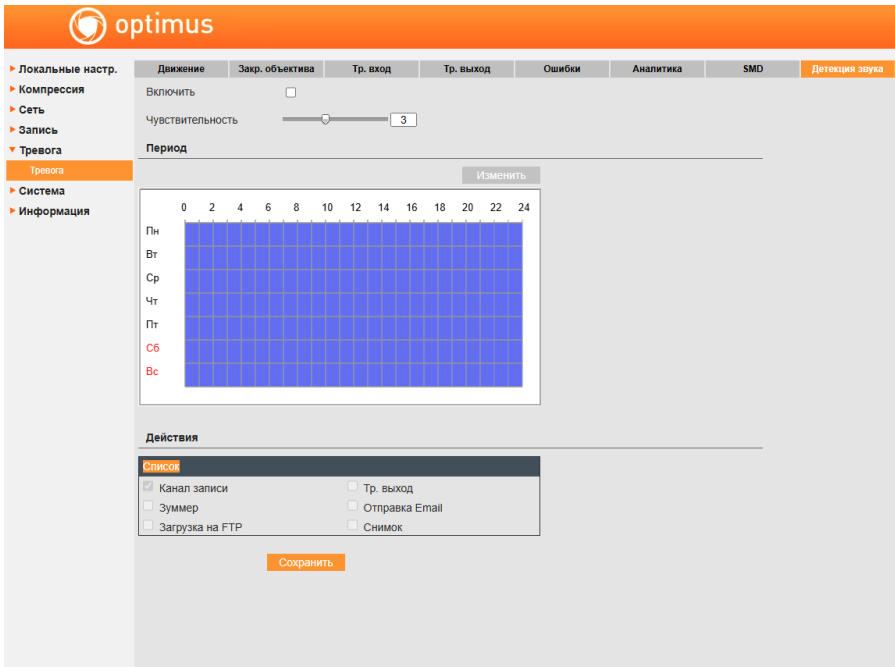 optimus
Локальные настр.
Компрессия
Сеть
Запись
Тревога
Тревога
Система
Информация
Движение Закр. объектива Тр. вход Тр. выход Ошибки Аналитика SMD Детекция звука
Включить
Чувствительность 3
Период
Изменить
0 2 4 6 8 10 12 14 16 18 20 22 24
Пн
Вт
Ср
Чт
Пт
Сб
Вс
Действия
Список
Канал записи Тр. выход
Зуммер Отправка Email
Загрузка на FTP Снимок
Сохранить